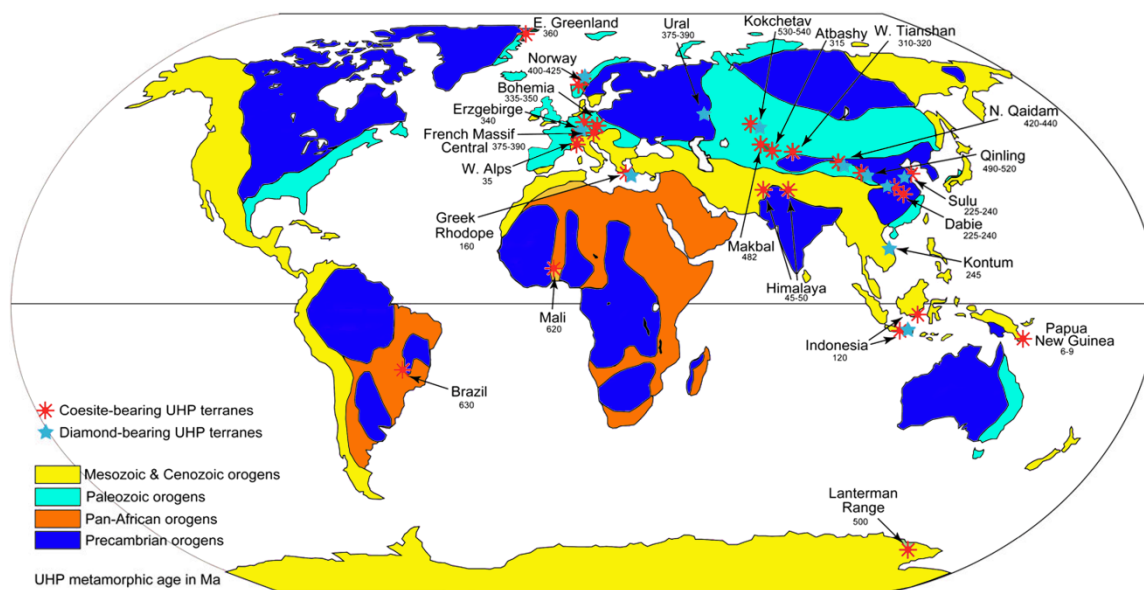 E. Greenland
360
Ural
375-390
Kokchetav
530-540
Atbashy
315
W. Tianshan
310-320
Norway
400-425
Bohemia
335-350
Erzgebirge
340
French Massif
Central 375-390
W. Alps
35
N. Qaidam
420-440
Qinling
490-520
Sulu
225-240
Dabie
225-240
Greek
Rhodope
160
Makbal
482
Himalaya
45-50
Kontum
245
Mali
620
Indonesia
120
Papua
New Guinea
6-9
Brazil
630
Coesite-bearing UHP terranes
Diamond-bearing UHP terranes
Mesozoic & Cenozoic orogens
Paleozoic orogens
Pan-African orogens
Precambrian orogens
Lanterman
Range
500
UHP metamorphic age in Ma